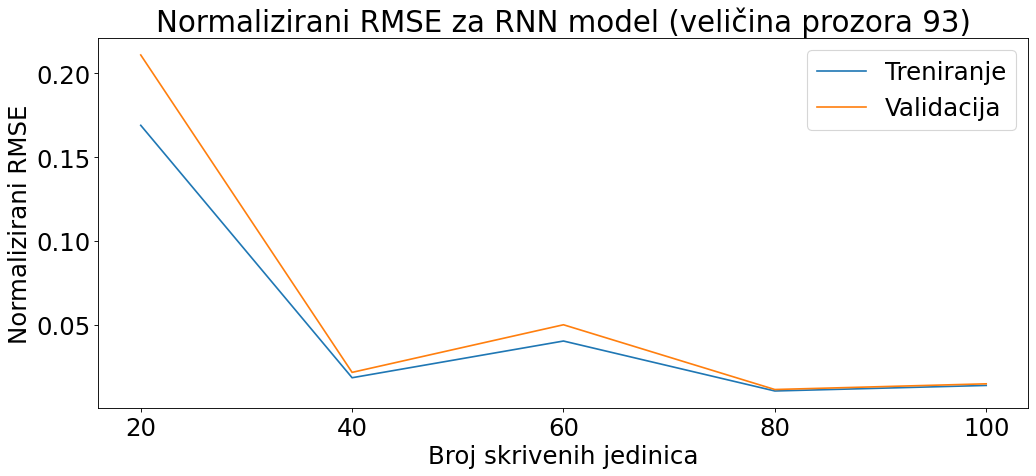 Normalizirani RMSE za RNN model (veličina prozora 93)
Treniranje
Validacija
Normalizirani RMSE
0.20
0.15
0.10
0.05
20 40 60 80 100
Broj skrivenih jedinica